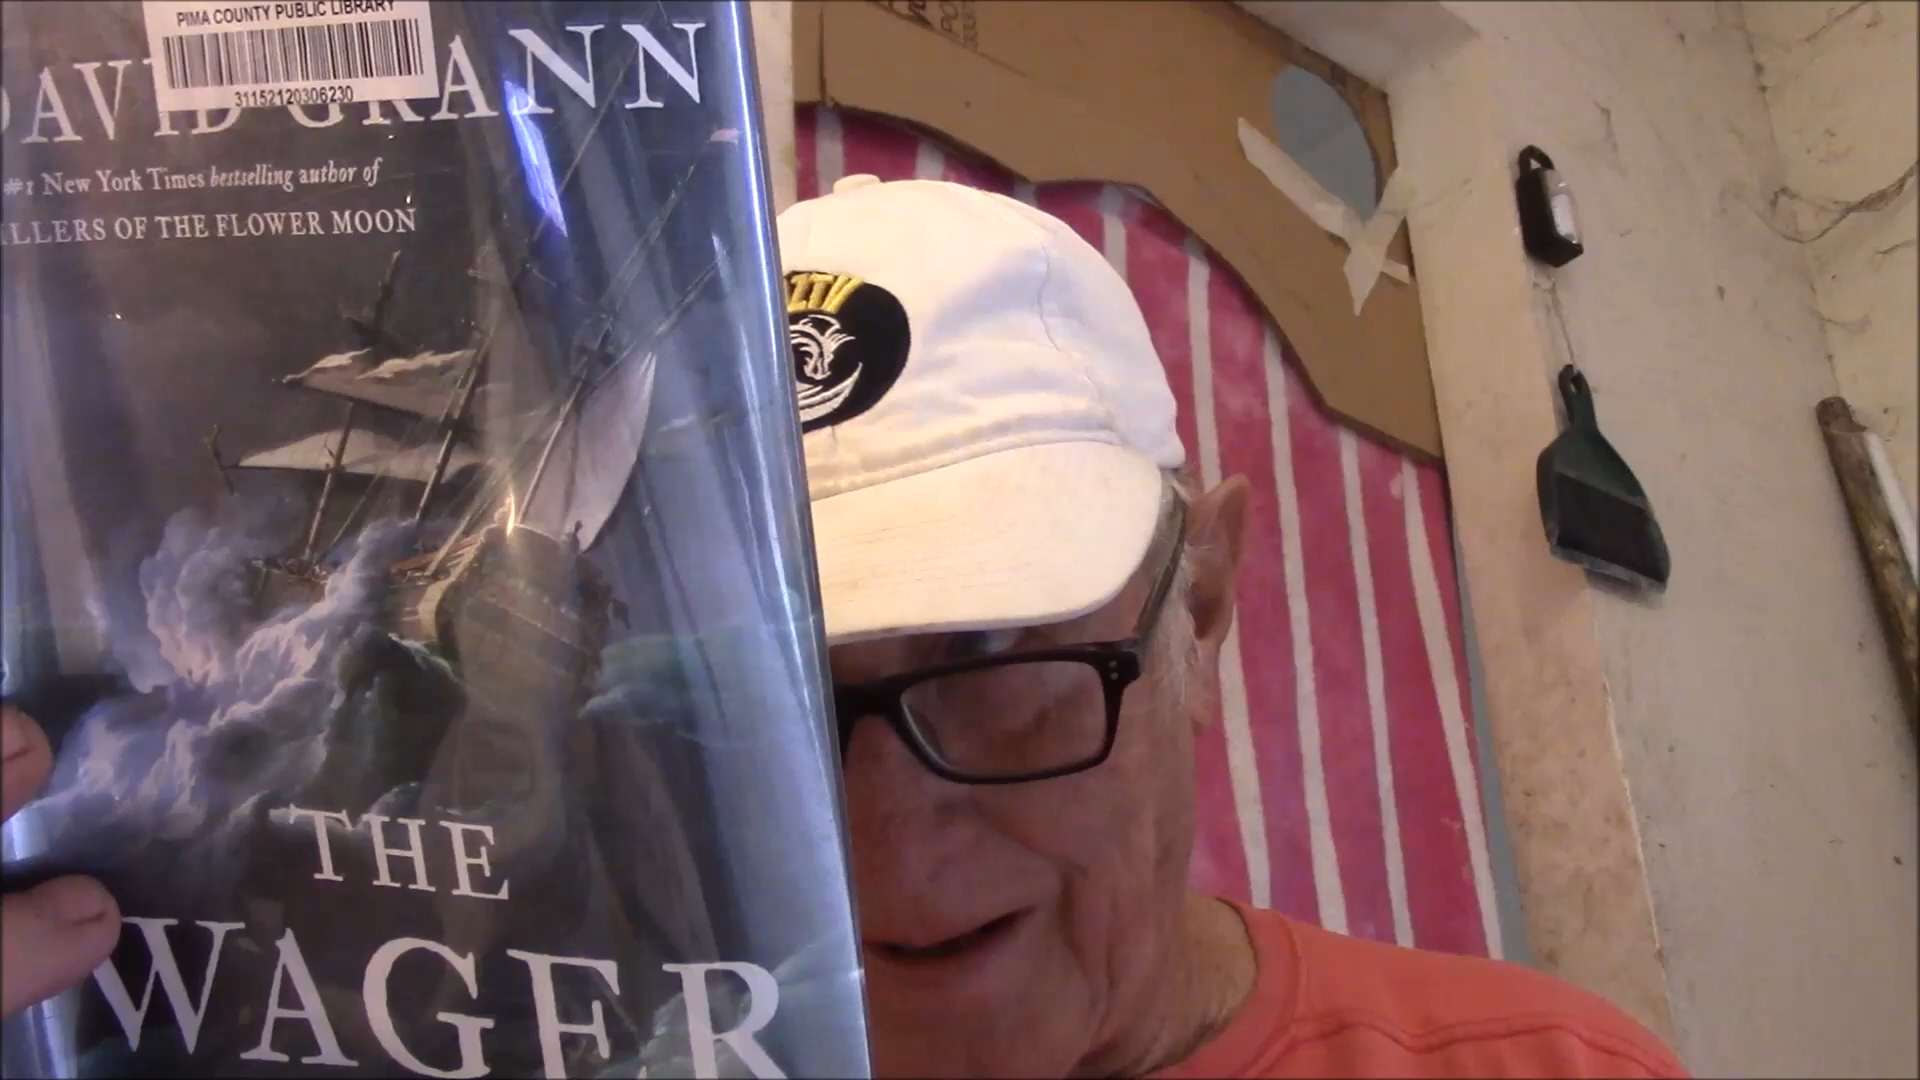 PIMA COUNTY PUBLIC LIBRARY
31152120306230
DAVID GRANN
#1 New York Times bestselling author of
KILLERS OF THE FLOWER MOON
THE
WAGER